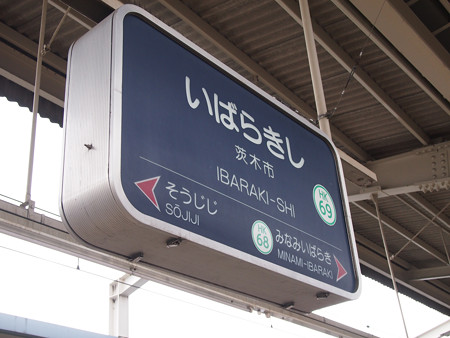 いばらきし
茨木市
IBARAKI-SHI
HK
69
そうじじ
SŌJIJI
HK
68
みなみいばらき
MINAMI-IBARAKI